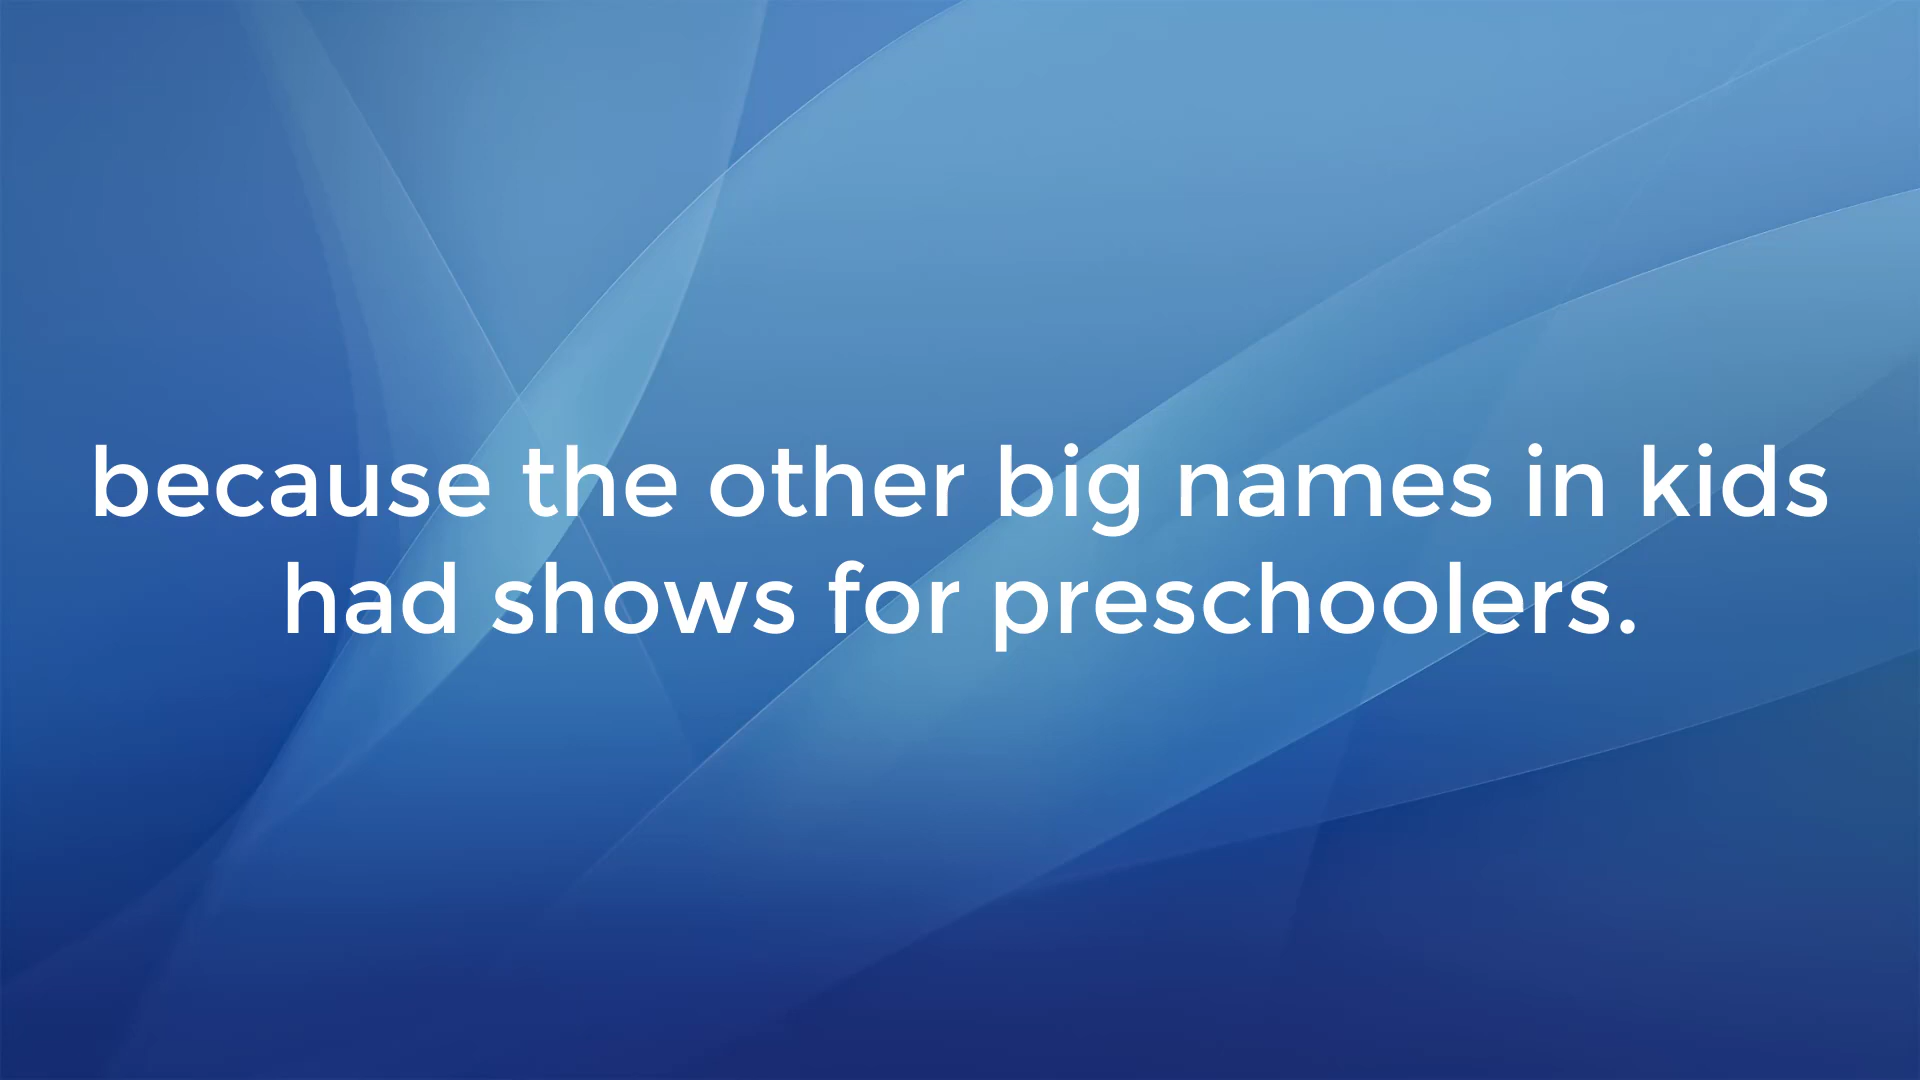 because the other big names in kids
had shows for preschoolers.